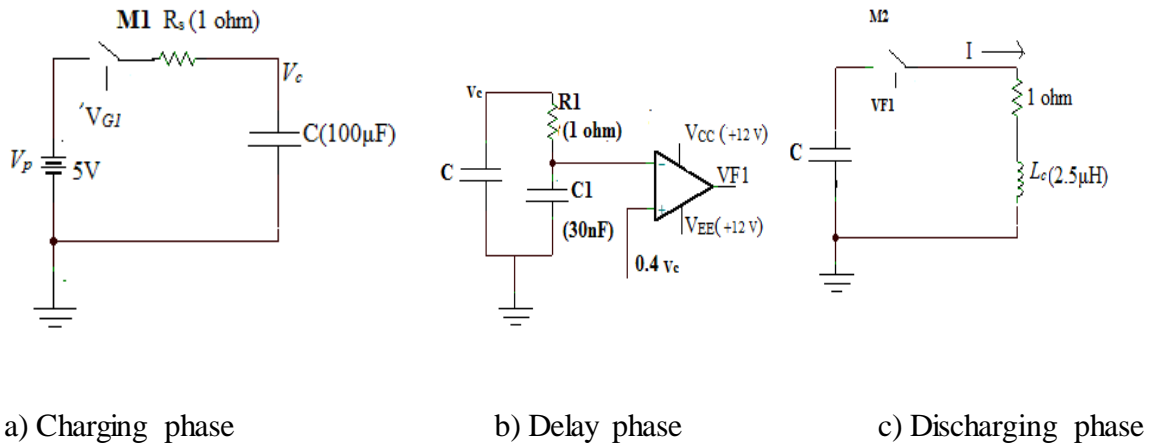 M1 Rs (1 ohm)
Vc
'VG1
C(100µF)
Vp
5V
Vc
R1
(1 ohm)
VCC (+12 V)
C
-
VF1
C1
+
(30nF)
VEE(+12 V)
0.4 Vc
M2
I
1 ohm
VF1
C
Lc(2.5µH)
a) Charging phase
b) Delay phase
c) Discharging phase